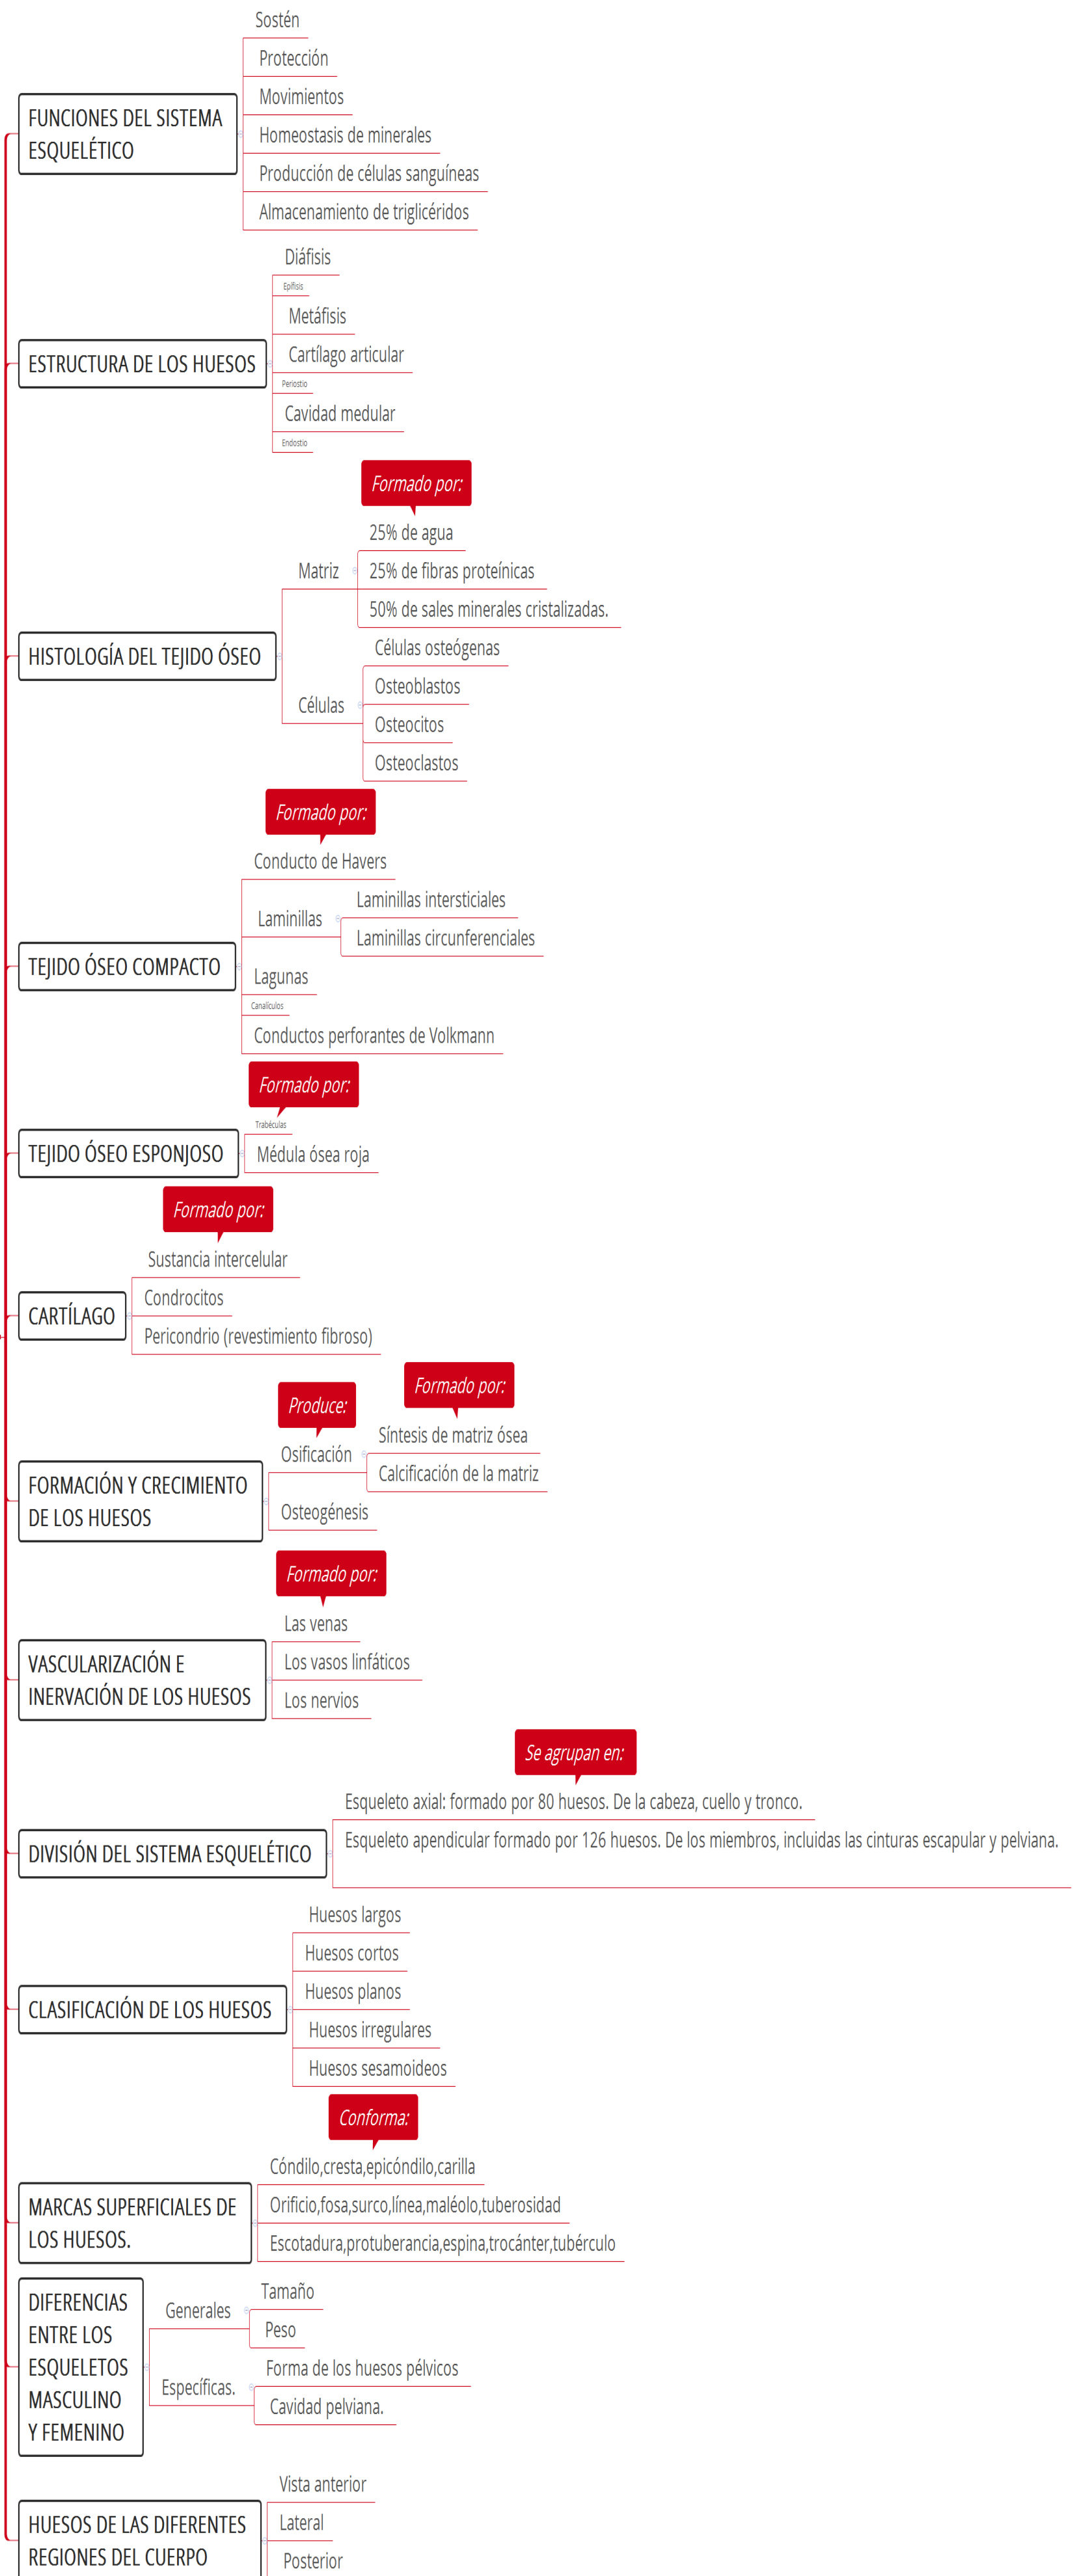 Sostén
Protección
Movimientos
FUNCIONES DEL SISTEMA
ESQUELÉTICO
Homeostasis de minerales
Producción de células sanguíneas
Almacenamiento de triglicéridos
Diáfisis
Epífisis
Metáfisis
ESTRUCTURA DE LOS HUESOS
Cartílago articular
Periostio
Cavidad medular
Endostio
Formado por:
25% de agua
Matriz
25% de fibras proteínicas
50% de sales minerales cristalizadas.
HISTOLOGÍA DEL TEJIDO ÓSEO
Células osteógenas
Osteoblastos
Células
Osteocitos
Osteoclastos
Formado por:
Conducto de Havers
Laminillas
Laminillas intersticiales
Laminillas circunferenciales
TEJIDO ÓSEO COMPACTO
Lagunas
Canalículos
Conductos perforantes de Volkmann
Formado por:
Trabéculas
TEJIDO ÓSEO ESPONJOSO
Médula ósea roja
Formado por:
Sustancia intercelular
Condrocitos
CARTÍLAGO
Pericondrio (revestimiento fibroso)
Formado por:
Produce:
Síntesis de matriz ósea
Osificación
Calcificación de la matriz
FORMACIÓN Y CRECIMIENTO
DE LOS HUESOS
Osteogénesis
Formado por:
Las venas
Los vasos linfáticos
VASCULARIZACIÓN E
INERVACIÓN DE LOS HUESOS
Los nervios
Se agrupan en:
Esqueleto axial: formado por 80 huesos. De la cabeza, cuello y tronco.
DIVISIÓN DEL SISTEMA ESQUELÉTICO
Esqueleto apendicular formado por 126 huesos. De los miembros, incluidas las cinturas escapular y pelviana.
Huesos largos
Huesos cortos
CLASIFICACIÓN DE LOS HUESOS
Huesos planos
Huesos irregulares
Huesos sesamoideos
Conforma:
Cóndilo,cresta,epicóndilo,carilla
MARCAS SUPERFICIALES DE
LOS HUESOS.
Orificio,fosa,surco,línea,maléolo,tuberosidad
Escotadura,protuberancia,espina,trocánter,tubérculo
DIFERENCIAS
ENTRE LOS
ESQUELETOS
MASCULINO
Y FEMENINO
Generales
Tamaño
Peso
Específicas.
Forma de los huesos pélvicos
Cavidad pelviana.
Vista anterior
HUESOS DE LAS DIFERENTES
REGIONES DEL CUERPO
Lateral
Posterior